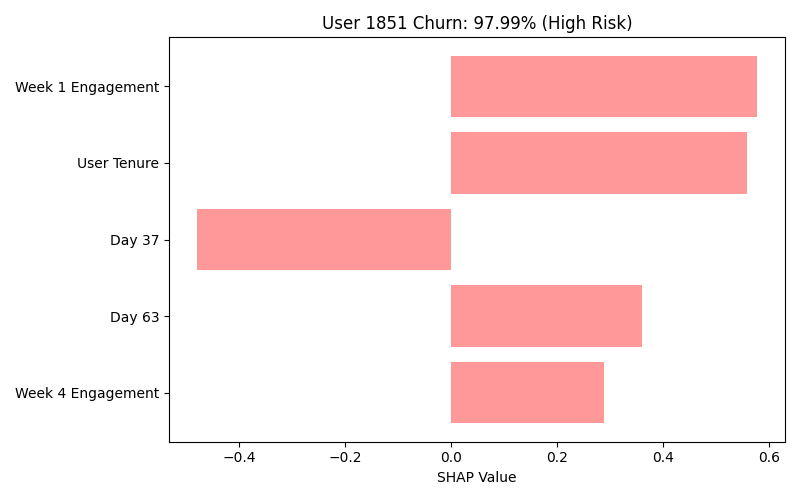 User 1851 Churn: 97.99% (High Risk)
Week 1 Engagement
User Tenure
Day 37
Day 63
Week 4 Engagement
−0.4 −0.2 0.0 0.2 0.4 0.6
SHAP Value